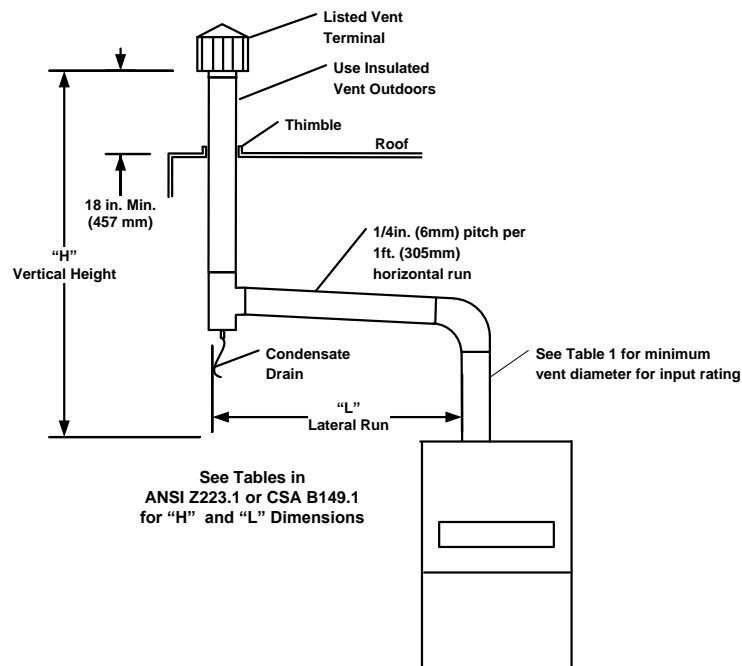 Listed Vent
Terminal
Use Insulated
Vent Outdoors
Thimble
Roof
18 in. Min.
(457 mm)
“H”
Vertical Height
1/4in. (6mm) pitch per
1ft. (305mm)
horizontal run
Condensate
Drain
See Table 1 for minimum
vent diameter for input rating
“L”
Lateral Run
See Tables in
ANSI Z223.1 or CSA B149.1
for “H” and “L” Dimensions